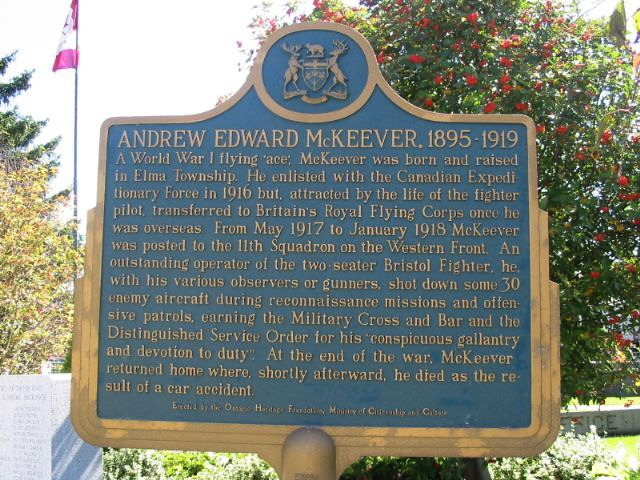 ANDREW EDWARD McKEEVER, 1895-1919
A World War I flying 'ace', McKeever was born and raised
in Elma Township. He enlisted with the Canadian Expedi-
tionary Force in 1916 but, attracted by the life of the fighter
pilot, transferred to Britain's Royal Flying Corps once he
was overseas. From May 1917 to January 1918 McKeever
was posted to the 11th Squadron on the Western Front. An
outstanding operator of the two-seater Bristol Fighter, he,
with his various observers or gunners, shot down some 30
enemy aircraft during reconnaissance missions and offen-
sive patrols, earning the Military Cross and Bar and the
Distinguished Service Order for his "conspicuous gallantry
and devotion to duty". At the end of the war, McKeever
returned home where, shortly afterward, he died as the re-
sult of a car accident.
Erected by the Ontario Heritage Foundation, Ministry of Citizenship and Culture